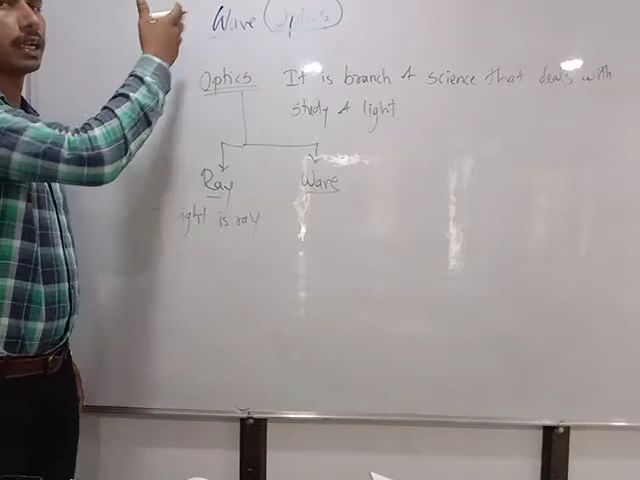 Wave (Optics)
Optics It is branch of science that deals with
study of light
Ray Wave
ight is ray